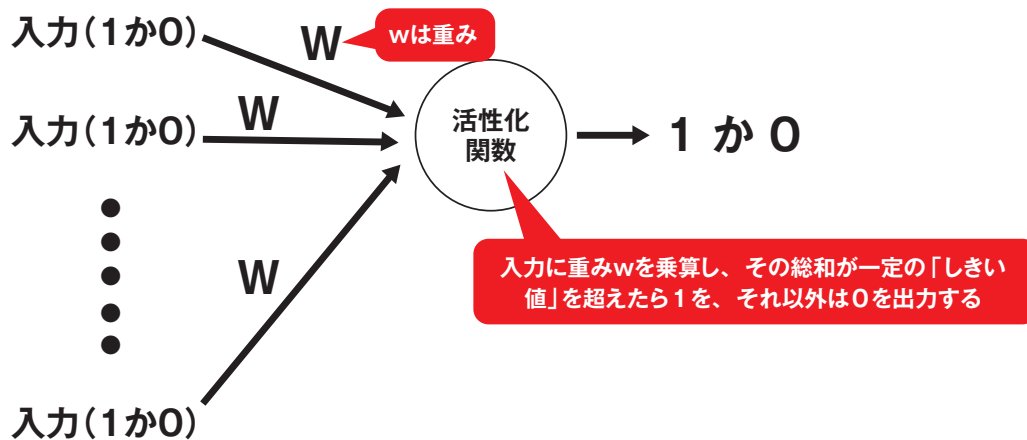 入力(1か0)
W
wは重み
入力(1か0)
W
活性化
関数
1 か 0
W
入力に重みwを乗算し、その総和が一定の「しきい
値」を超えたら1を、それ以外は0を出力する
入力(1か0)